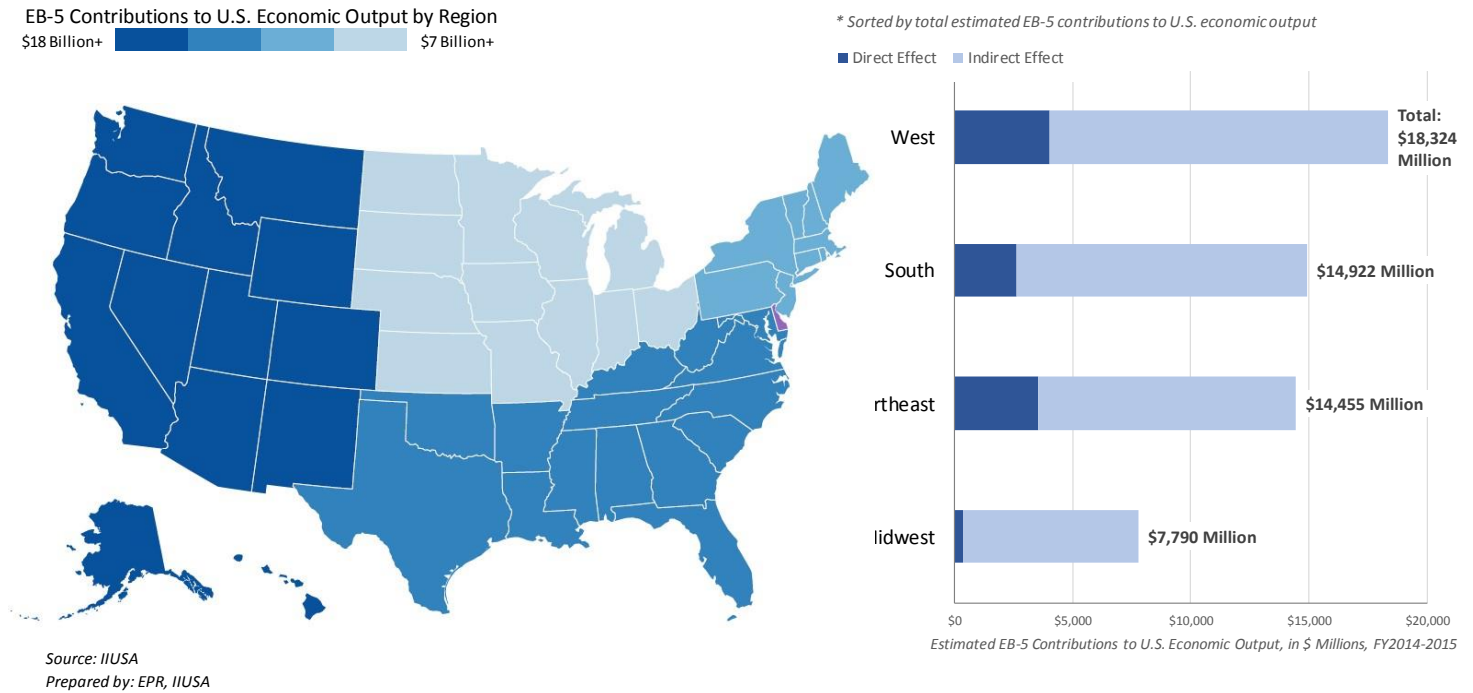 EB-5 Contributions to U.S. Economic Output by Region
$18 Billion+ $7 Billion+
* Sorted by total estimated EB-5 contributions to U.S. economic output
Direct Effect Indirect Effect
West
Total:
$18,324
Million
South
$14,922 Million
rtheast
$14,455 Million
idwest
$7,790 Million
$0 $5,000 $10,000 $15,000 $20,000
Estimated EB-5 Contributions to U.S. Economic Output, in $ Millions, FY2014-2015
Source: IIUSA
Prepared by: EPR, IIUSA